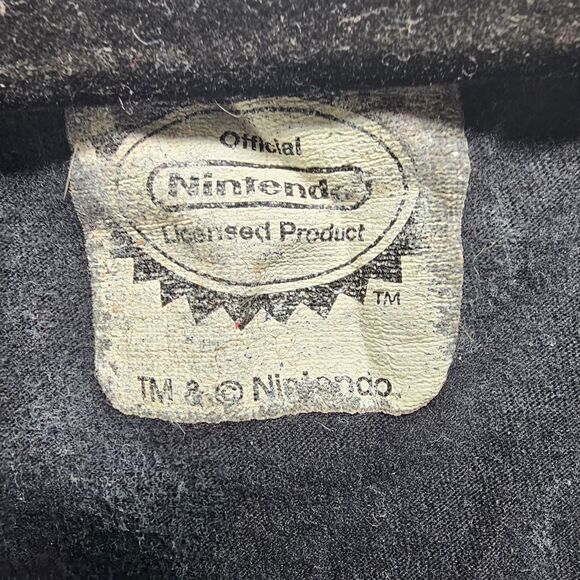 Official
Nintendo
Licensed Product
TM
TM & © Nintendo.